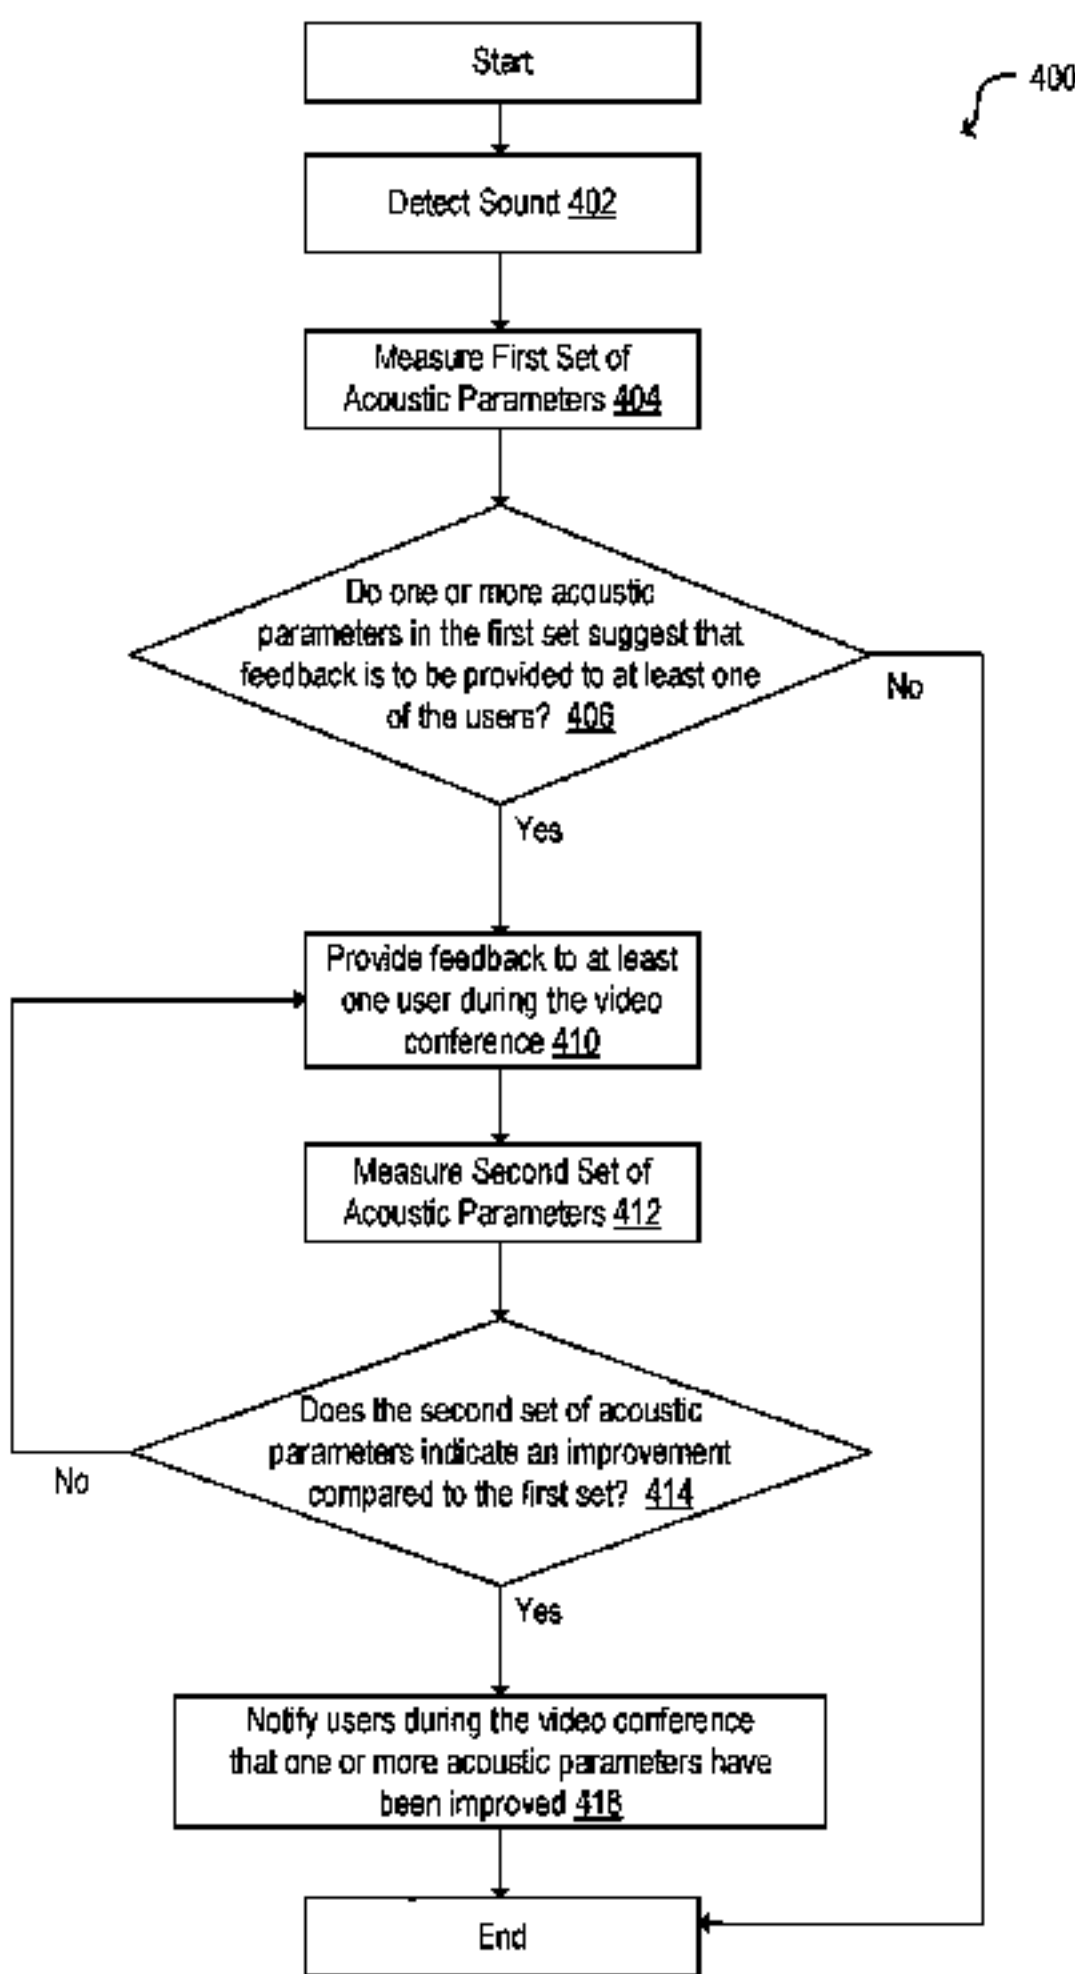 Start
400
Detect Sound 402
Measure First Set of
Acoustic Parameters 404
Do one or more acoustic
parameters in the first set suggest that
feedback is to be provided to at least one
of the users? 406
No
Yes
Provide feedback to at least
one user during the video
conference 410
Measure Second Set of
Acoustic Parameters 412
Does the second set of acoustic
parameters indicate an improvement
compared to the first set? 414
No
Yes
Notify users during the video conference
that one or more acoustic parameters have
been improved
End